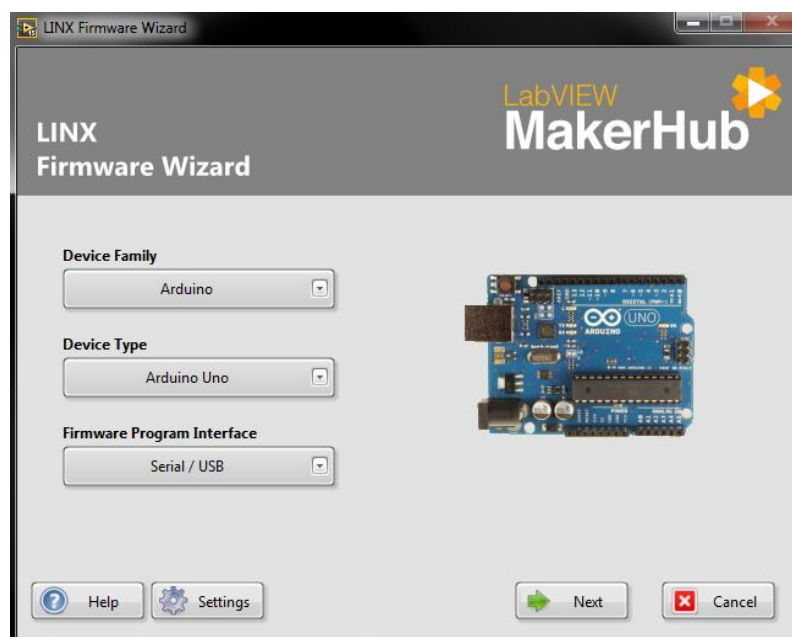 LINX Firmware Wizard
LabVIEW
MakerHub
LINX
Firmware Wizard
Device Family
Arduino
Device Type
Arduino Uno
Firmware Program Interface
Serial / USB
UNO
ARDUINO
Help
Settings
Next
Cancel